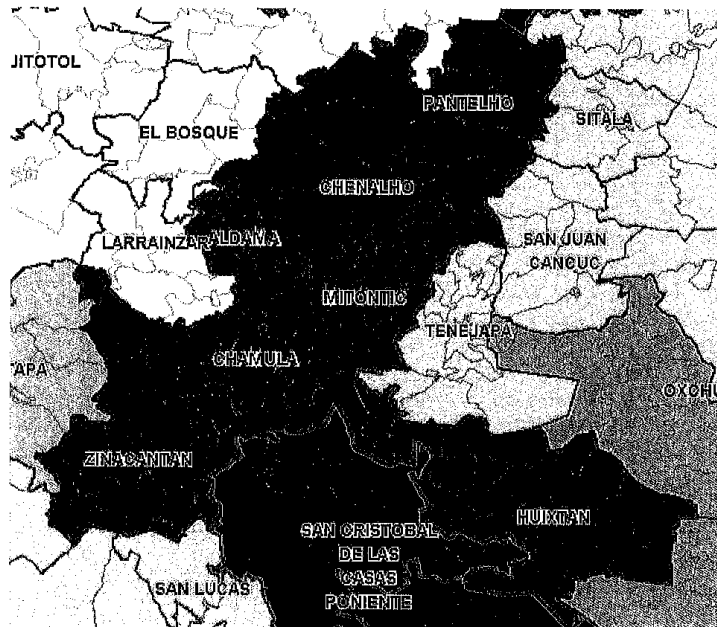 JITOTOL
PANTELHO
EL BOSQUE
SITALA
CHENALHO
LARRAINZAR
ALDAMA
SAN JUAN
CANCUC
MITONTIC
TENEJAPA
CHAMULA
TAPA
OXCHU
ZINACANTAN
HUIXTAN
SAN CRISTOBAL
DE LAS
CASAS
PONIENTE
SAN LUCAS